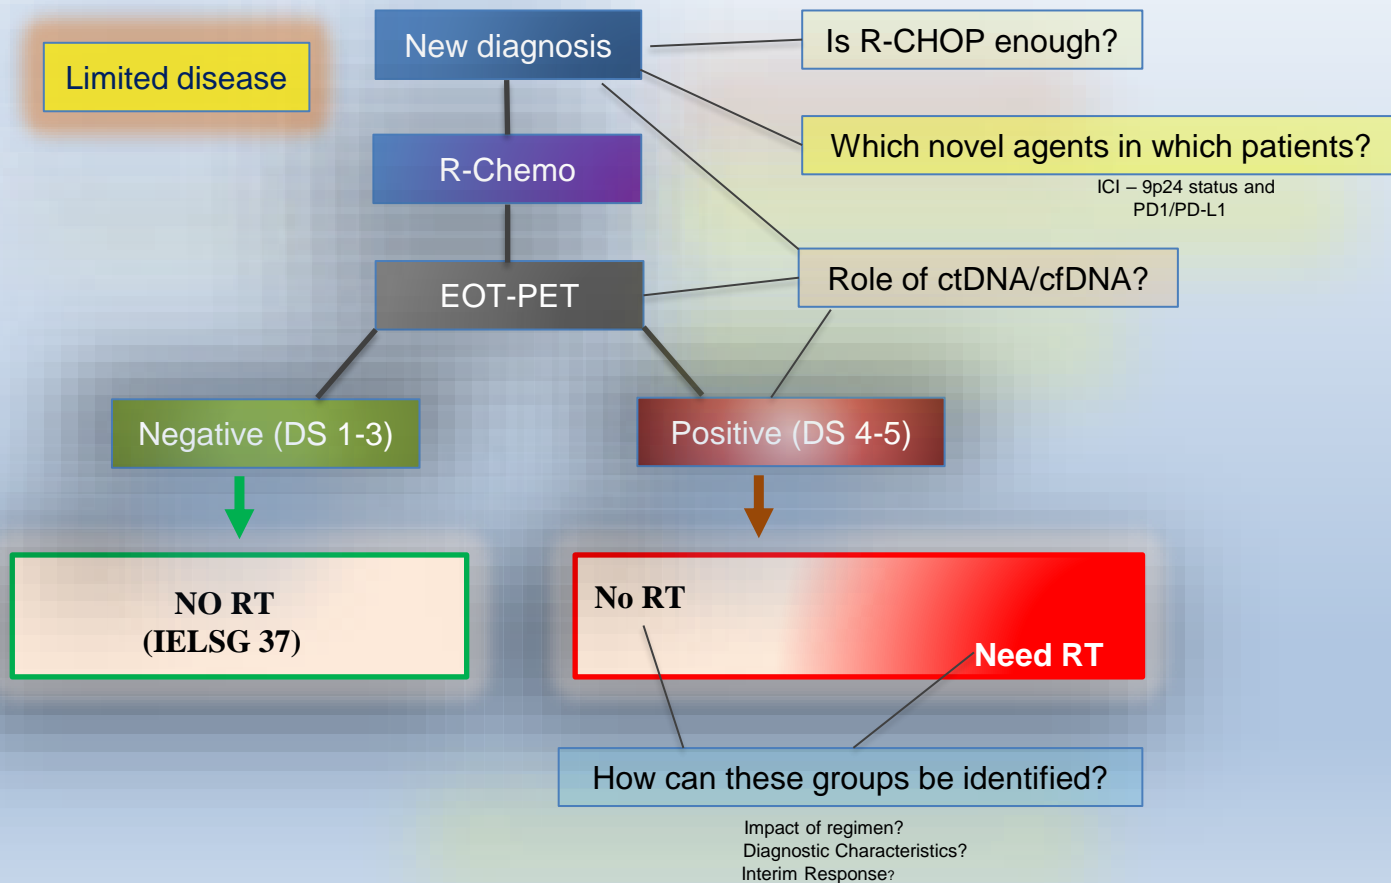 Limited disease
New diagnosis
Is R-CHOP enough?
R-Chemo
Which novel agents in which patients?
ICI – 9p24 status and
PD1/PD-L1
EOT-PET
Role of ctDNA/cfDNA?
Negative (DS 1-3)
Positive (DS 4-5)
NO RT
(IELSG 37)
No RT
Need RT
How can these groups be identified?
Impact of regimen?
Diagnostic Characteristics?
Interim Response?